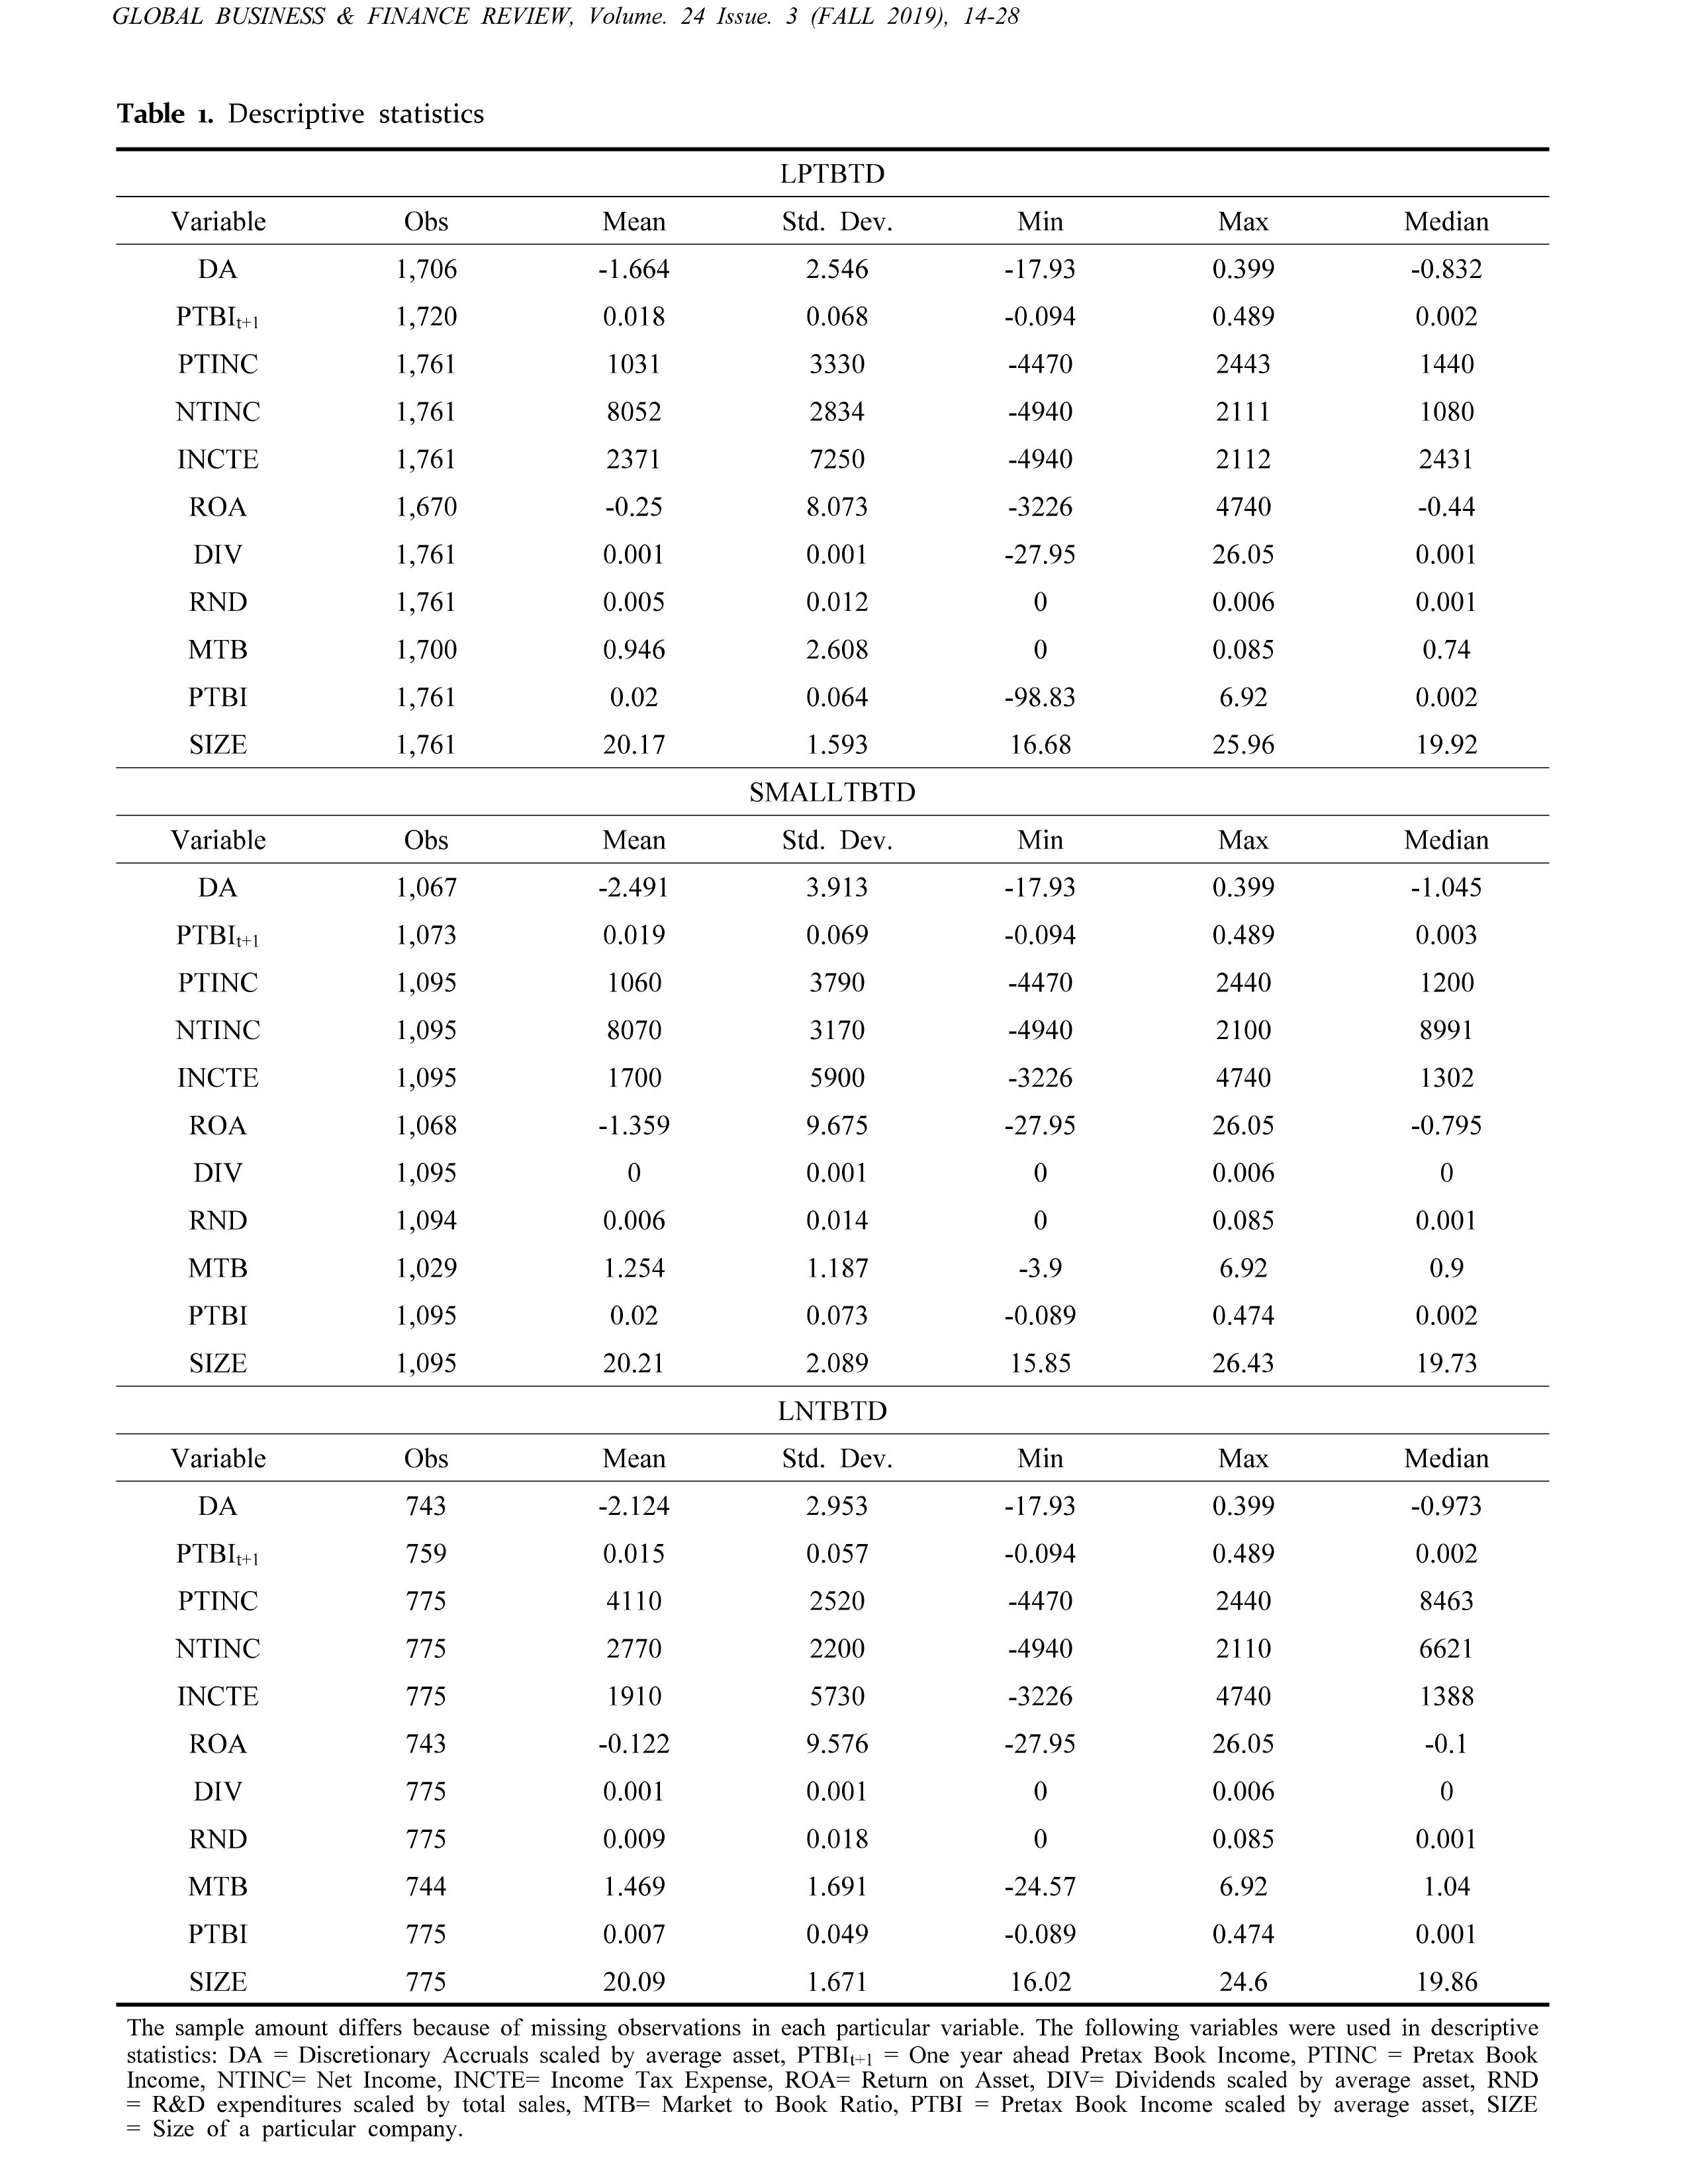 GLOBAL BUSINESS & FINANCE REVIEW, Volume. 24 Issue. 3 (FALL 2019), 14-28
Table 1. Descriptive statistics
LPTBTD
Variable Obs Mean Std. Dev. Min Max Median
DA 1,706 -1.664 2.546 -17.93 0.399 -0.832
PTBIt+1 1,720 0.018 0.068 -0.094 0.489 0.002
PTINC 1,761 1031 3330 -4470 2443 1440
NTINC 1,761 8052 2834 -4940 2111 1080
INCTE 1,761 2371 7250 -4940 2112 2431
ROA 1,670 -0.25 8.073 -3226 4740 -0.44
DIV 1,761 0.001 0.001 -27.95 26.05 0.001
RND 1,761 0.005 0.012 0 0.006 0.001
MTB 1,700 0.946 2.608 0 0.085 0.74
PTBI 1,761 0.02 0.064 -98.83 6.92 0.002
SIZE 1,761 20.17 1.593 16.68 25.96 19.92
SMALLTBTD
Variable Obs Mean Std. Dev. Min Max Median
DA 1,067 -2.491 3.913 -17.93 0.399 -1.045
PTBIt+1 1,073 0.019 0.069 -0.094 0.489 0.003
PTINC 1,095 1060 3790 -4470 2440 1200
NTINC 1,095 8070 3170 -4940 2100 8991
INCTE 1,095 1700 5900 -3226 4740 1302
ROA 1,068 -1.359 9.675 -27.95 26.05 -0.795
DIV 1,095 0 0.001 0 0.006 0
RND 1,094 0.006 0.014 0 0.085 0.001
MTB 1,029 1.254 1.187 -3.9 6.92 0.9
PTBI 1,095 0.02 0.073 -0.089 0.474 0.002
SIZE 1,095 20.21 2.089 15.85 26.43 19.73
LNTBTD
Variable Obs Mean Std. Dev. Min Max Median
DA 743 -2.124 2.953 -17.93 0.399 -0.973
PTBIt+1 759 0.015 0.057 -0.094 0.489 0.002
PTINC 775 4110 2520 -4470 2440 8463
NTINC 775 2770 2200 -4940 2110 6621
INCTE 775 1910 5730 -3226 4740 1388
ROA 743 -0.122 9.576 -27.95 26.05 -0.1
DIV 775 0.001 0.001 0 0.006 0
RND 775 0.009 0.018 0 0.085 0.001
MTB 744 1.469 1.691 -24.57 6.92 1.04
PTBI 775 0.007 0.049 -0.089 0.474 0.001
SIZE 775 20.09 1.671 16.02 24.6 19.86
The sample amount differs because of missing observations in each particular variable. The following variables were used in descriptive
statistics: DA = Discretionary Accruals scaled by average asset, PTBIt+1 = One year ahead Pretax Book Income, PTINC = Pretax Book
Income, NTINC= Net Income, INCTE= Income Tax Expense, ROA= Return on Asset, DIV= Dividends scaled by average asset, RND
= R&D expenditures scaled by total sales, MTB= Market to Book Ratio, PTBI = Pretax Book Income scaled by average asset, SIZE
= Size of a particular company.